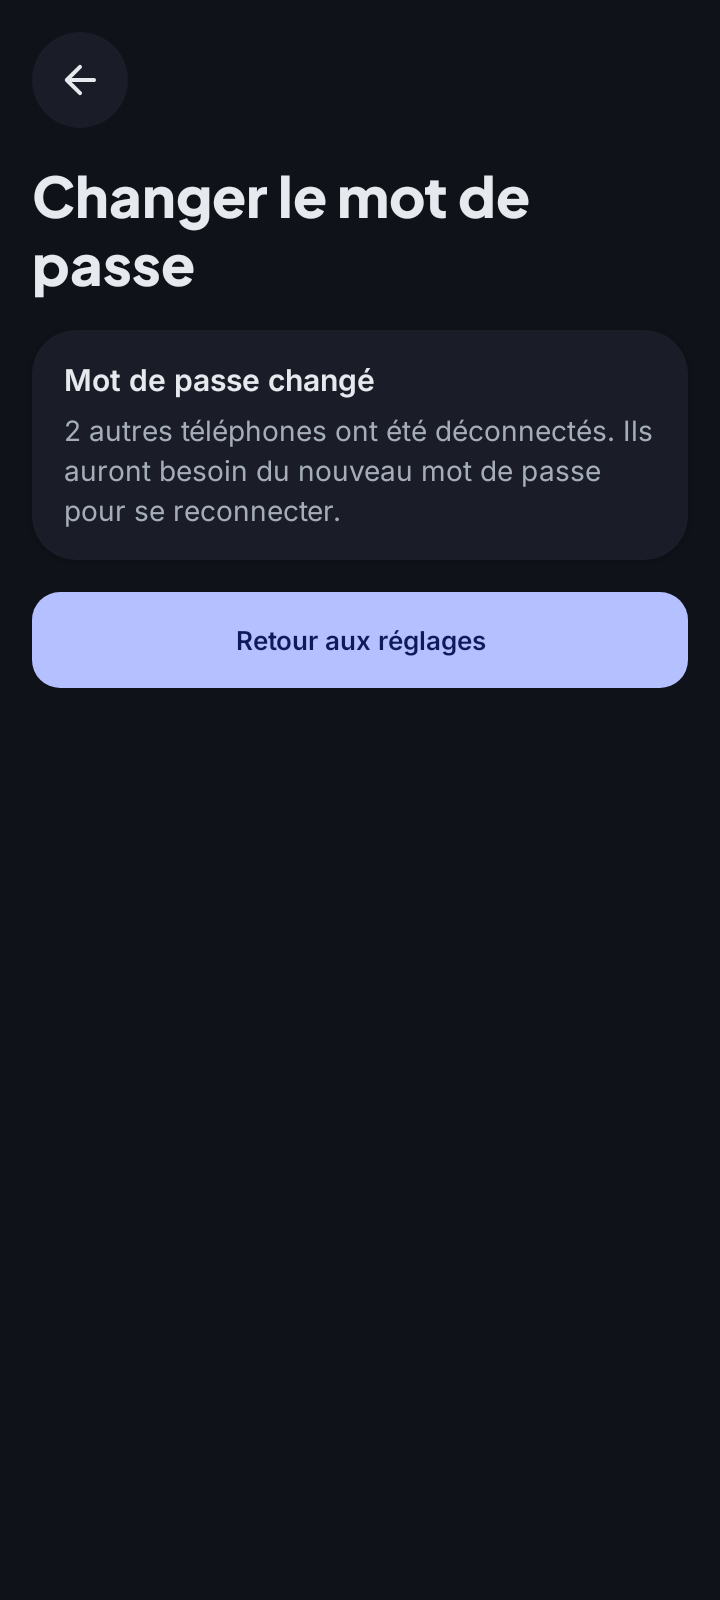 Changer le mot de
passe
Mot de passe changé
2 autres téléphones ont été déconnectés. Ils
auront besoin du nouveau mot de passe
pour se reconnecter.
Retour aux réglages